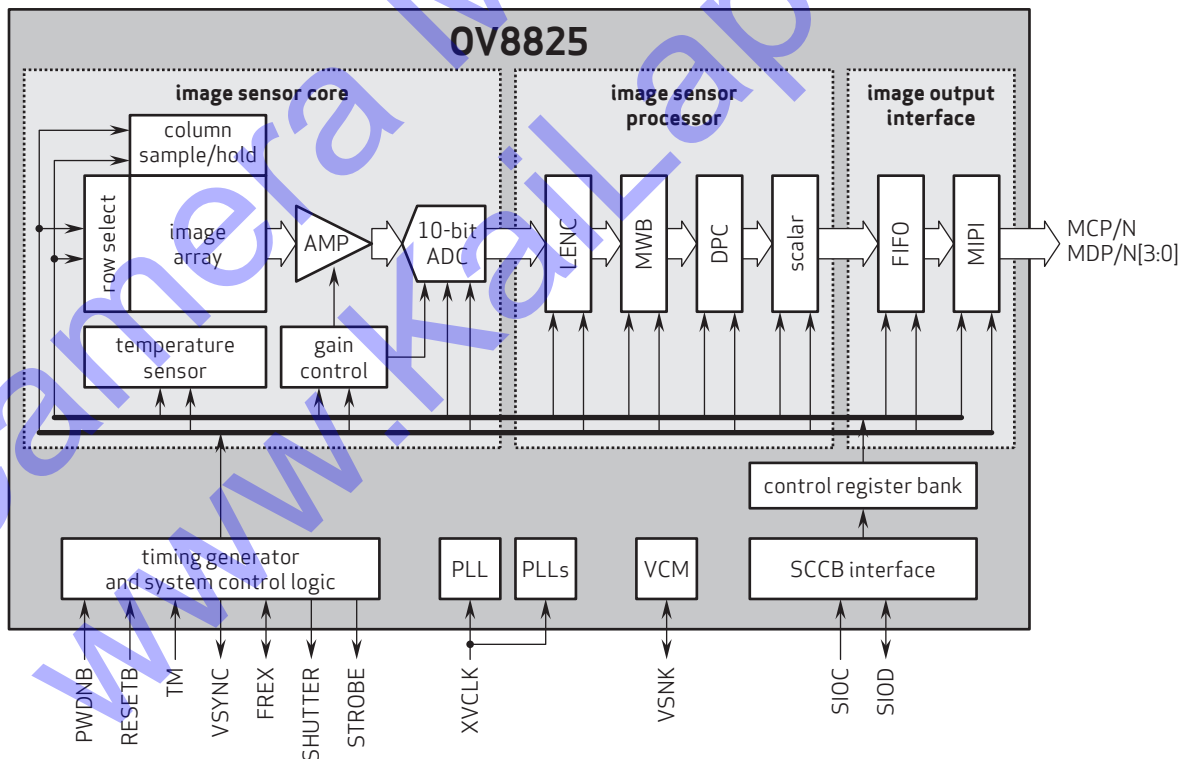 OV8825
image sensor core
image sensor
processor
image output
interface
column
sample/hold
row select
image
array
AMP
10-bit
ADC
LENC
MWB
DPC
scalar
FIFO
MIPI
MCP/N
MDP/N[3:0]
temperature
sensor
gain
control
control register bank
timing generator
and system control logic
PLL
PLLs
VCM
SCCB interface
PWDNB
RESETB
TM
VSYNC
FREX
SHUTTER
STROBE
XVCLK
VSNK
SIOC
SIOD